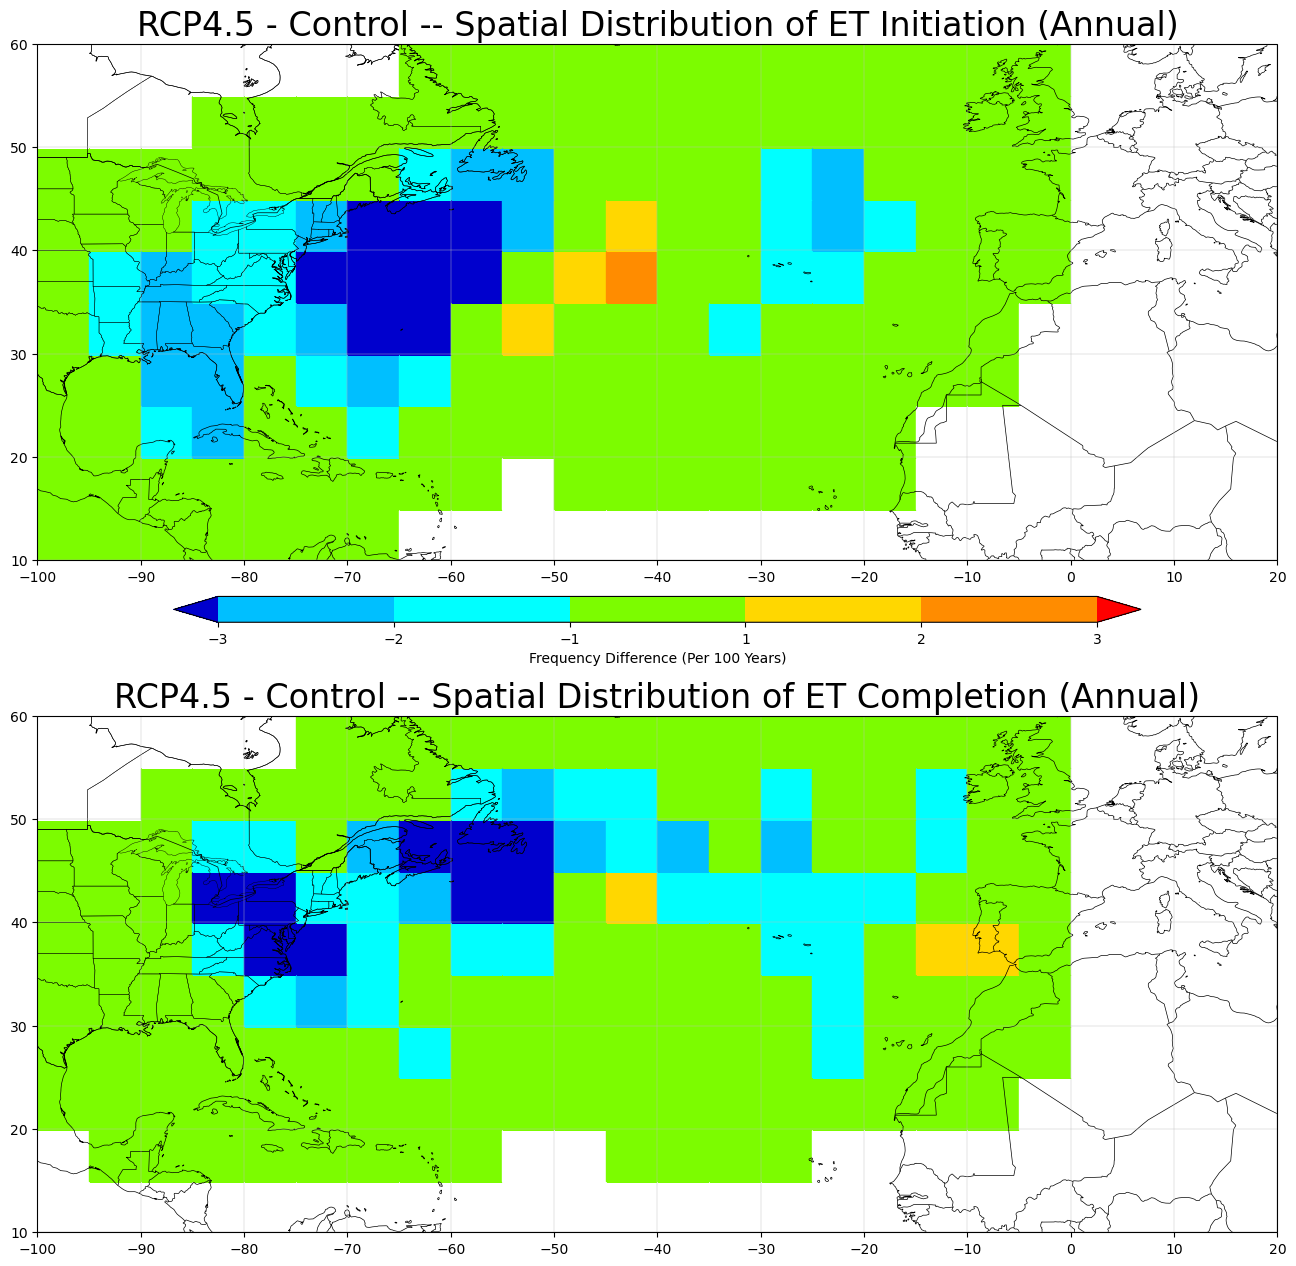 RCP4.5 - Control -- Spatial Distribution of ET Initiation (Annual)
60
50
40
30
20
10
−100 −90 −80 −70 −60 −50 −40 −30 −20 −10 0 10 20
−3 −2 −1 1 2 3
Frequency Difference (Per 100 Years)
RCP4.5 - Control -- Spatial Distribution of ET Completion (Annual)
60
50
40
30
20
10
−100 −90 −80 −70 −60 −50 −40 −30 −20 −10 0 10 20